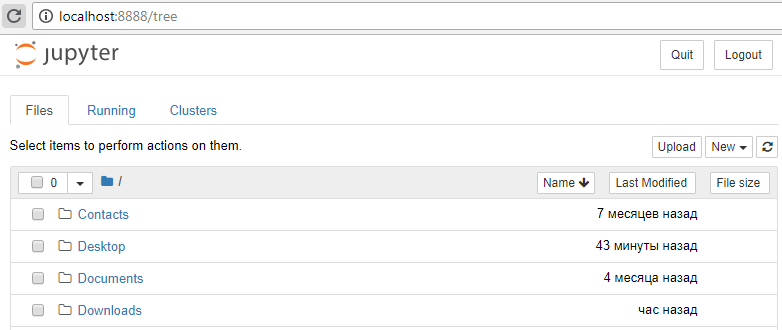 localhost:8888/tree
jupyter Quit Logout
Files Running Clusters
Select items to perform actions on them. Upload New
0 / Name Last Modified File size
Contacts 7 месяцев назад
Desktop 43 минуты назад
Documents 4 месяца назад
Downloads час назад